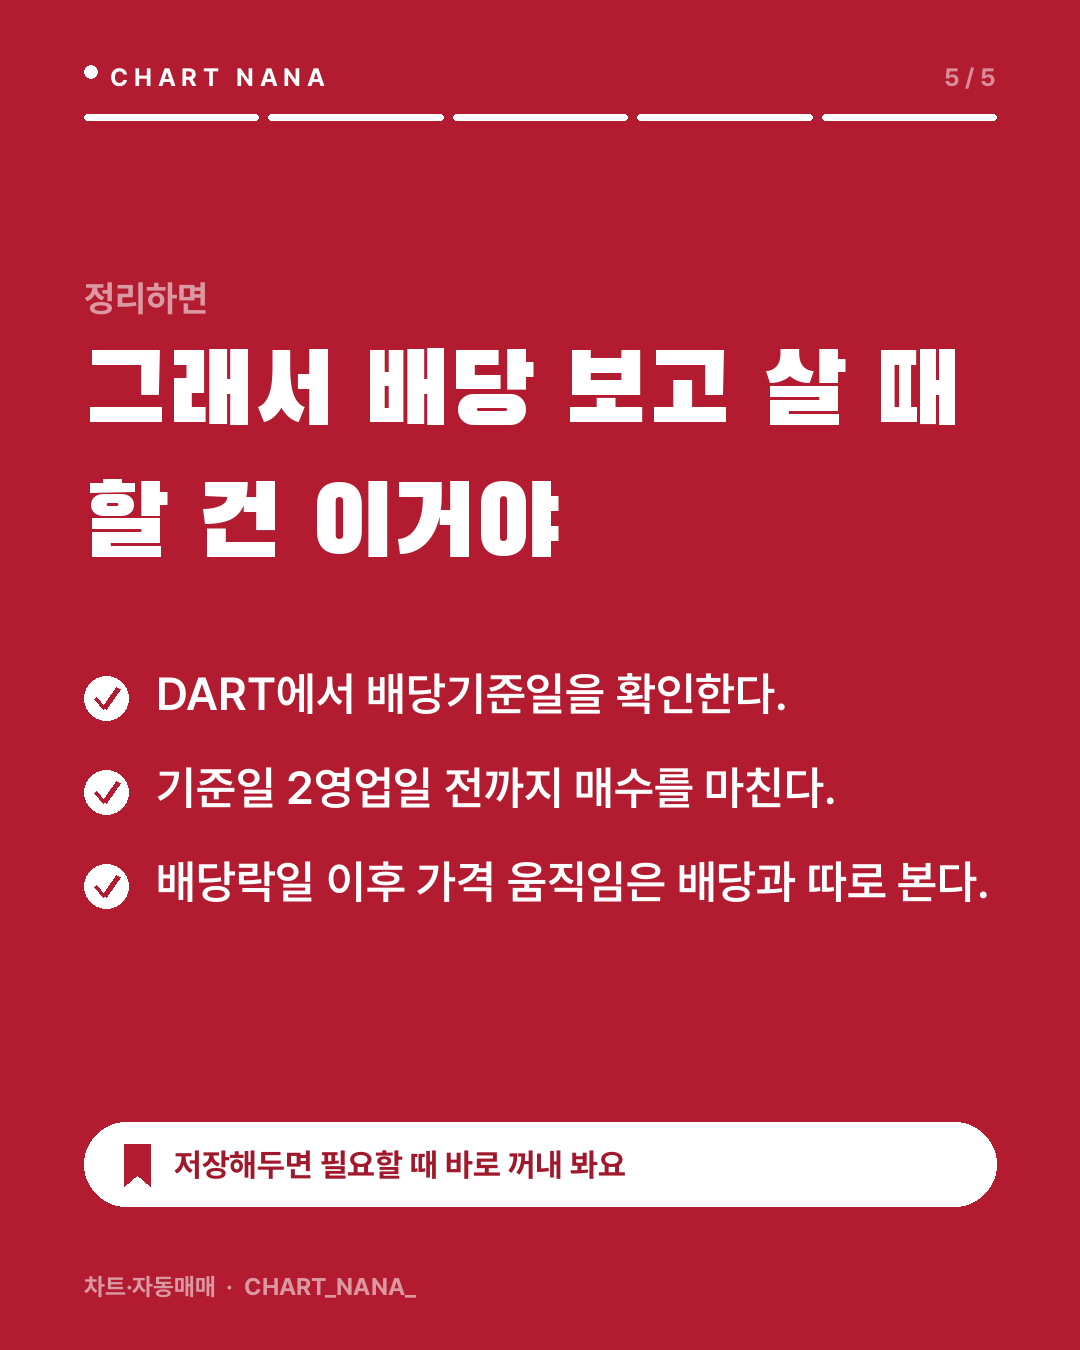 CHART NANA
5 / 5
정리하면
그래서 배당 보고 살 때
할 건 이거야
DART에서 배당기준일을 확인한다.
기준일 2영업일 전까지 매수를 마친다.
배당락일 이후 가격 움직임은 배당과 따로 본다.
저장해두면 필요할 때 바로 꺼내 봐요
차트·자동매매 · CHART_NANA_